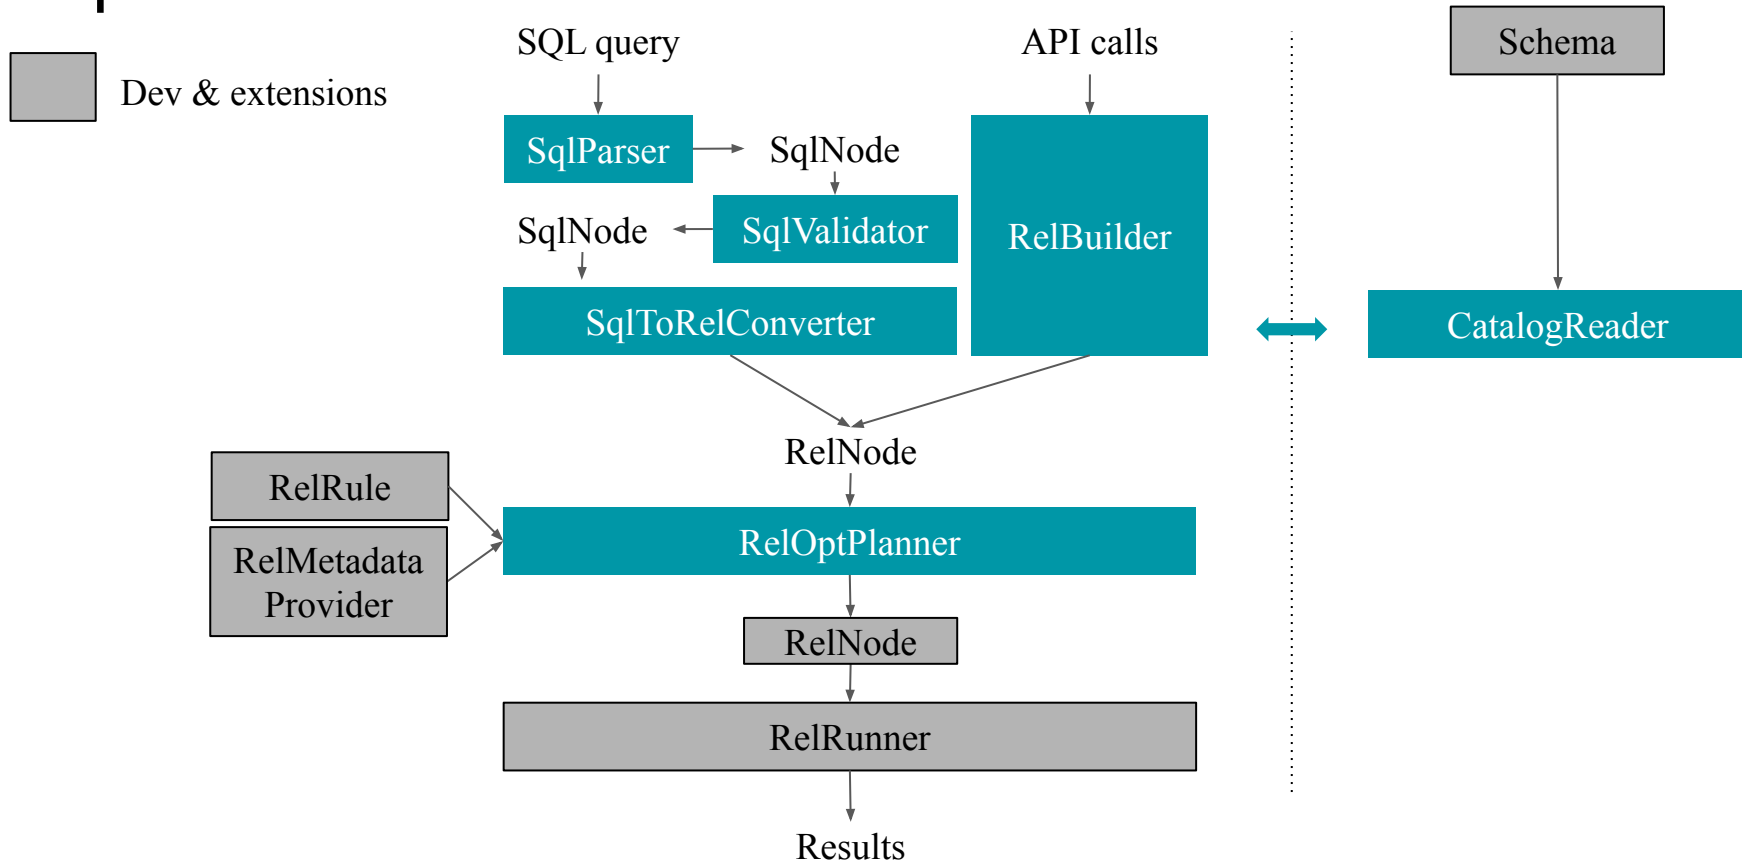 Dev & extensions
SQL query
API calls
Schema
SqlParser
SqlNode
SqlNode
SqlValidator
RelBuilder
SqlToRelConverter
CatalogReader
RelNode
RelRule
RelMetadata
Provider
RelOptPlanner
RelNode
RelRunner
Results